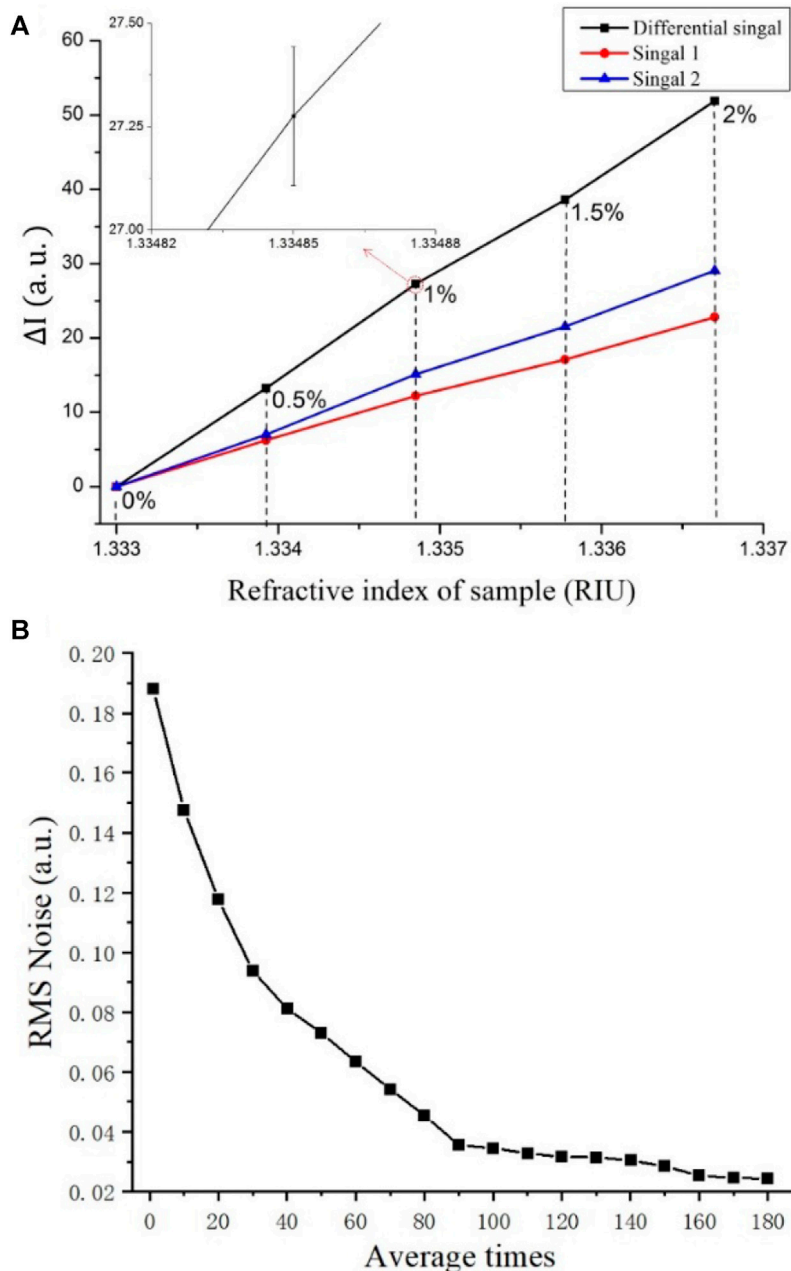 A
Differential singal
Singal 1
Singal 2
27.50
27.25
27.00
1.33482 1.33485 1.33488
60
50
40
30
20
10
0
ΔI (a. u.)
0%
0.5%
1%
1.5%
2%
1.333 1.334 1.335 1.336 1.337
Refractive index of sample (RIU)
B
0. 20
0. 18
0. 16
0. 14
0. 12
0. 10
0. 08
0. 06
0. 04
0. 02
RMS Noise (a.u.)
0 20 40 60 80 100 120 140 160 180
Average times